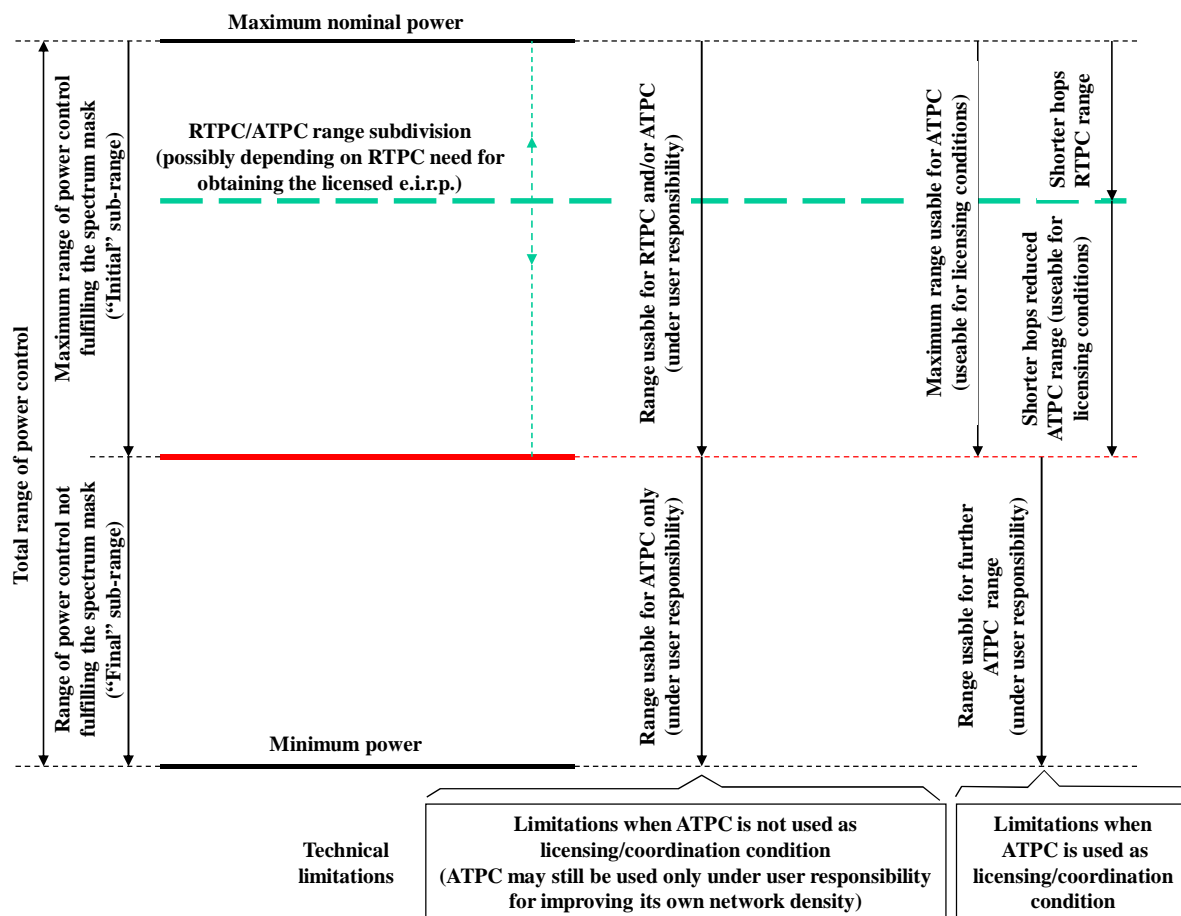 Maximum nominal power
Total range of power control
Maximum range of power control
fulfilling the spectrum mask
(“Initial” sub-range)
RTPC/ATPC range subdivision
(possibly depending on RTPC need for
obtaining the licensed e.i.r.p.)
Range usable for RTPC and/or ATPC
(under user responsibility)
Maximum range usable for ATPC
(useable for licensing conditions)
Shorter hops
RTPC range
Shorter hops reduced
ATPC range (useable for
licensing conditions)
Range of power control not
fulfilling the spectrum mask
(“Final” sub-range)
Range usable for ATPC only
(under user responsibility)
Range usable for further
ATPC range
(under user responsibility)
Minimum power
Technical
limitations
Limitations when ATPC is not used as
licensing/coordination condition
(ATPC may still be used only under user responsibility
for improving its own network density)
Limitations when
ATPC is used as
licensing/coordination
condition